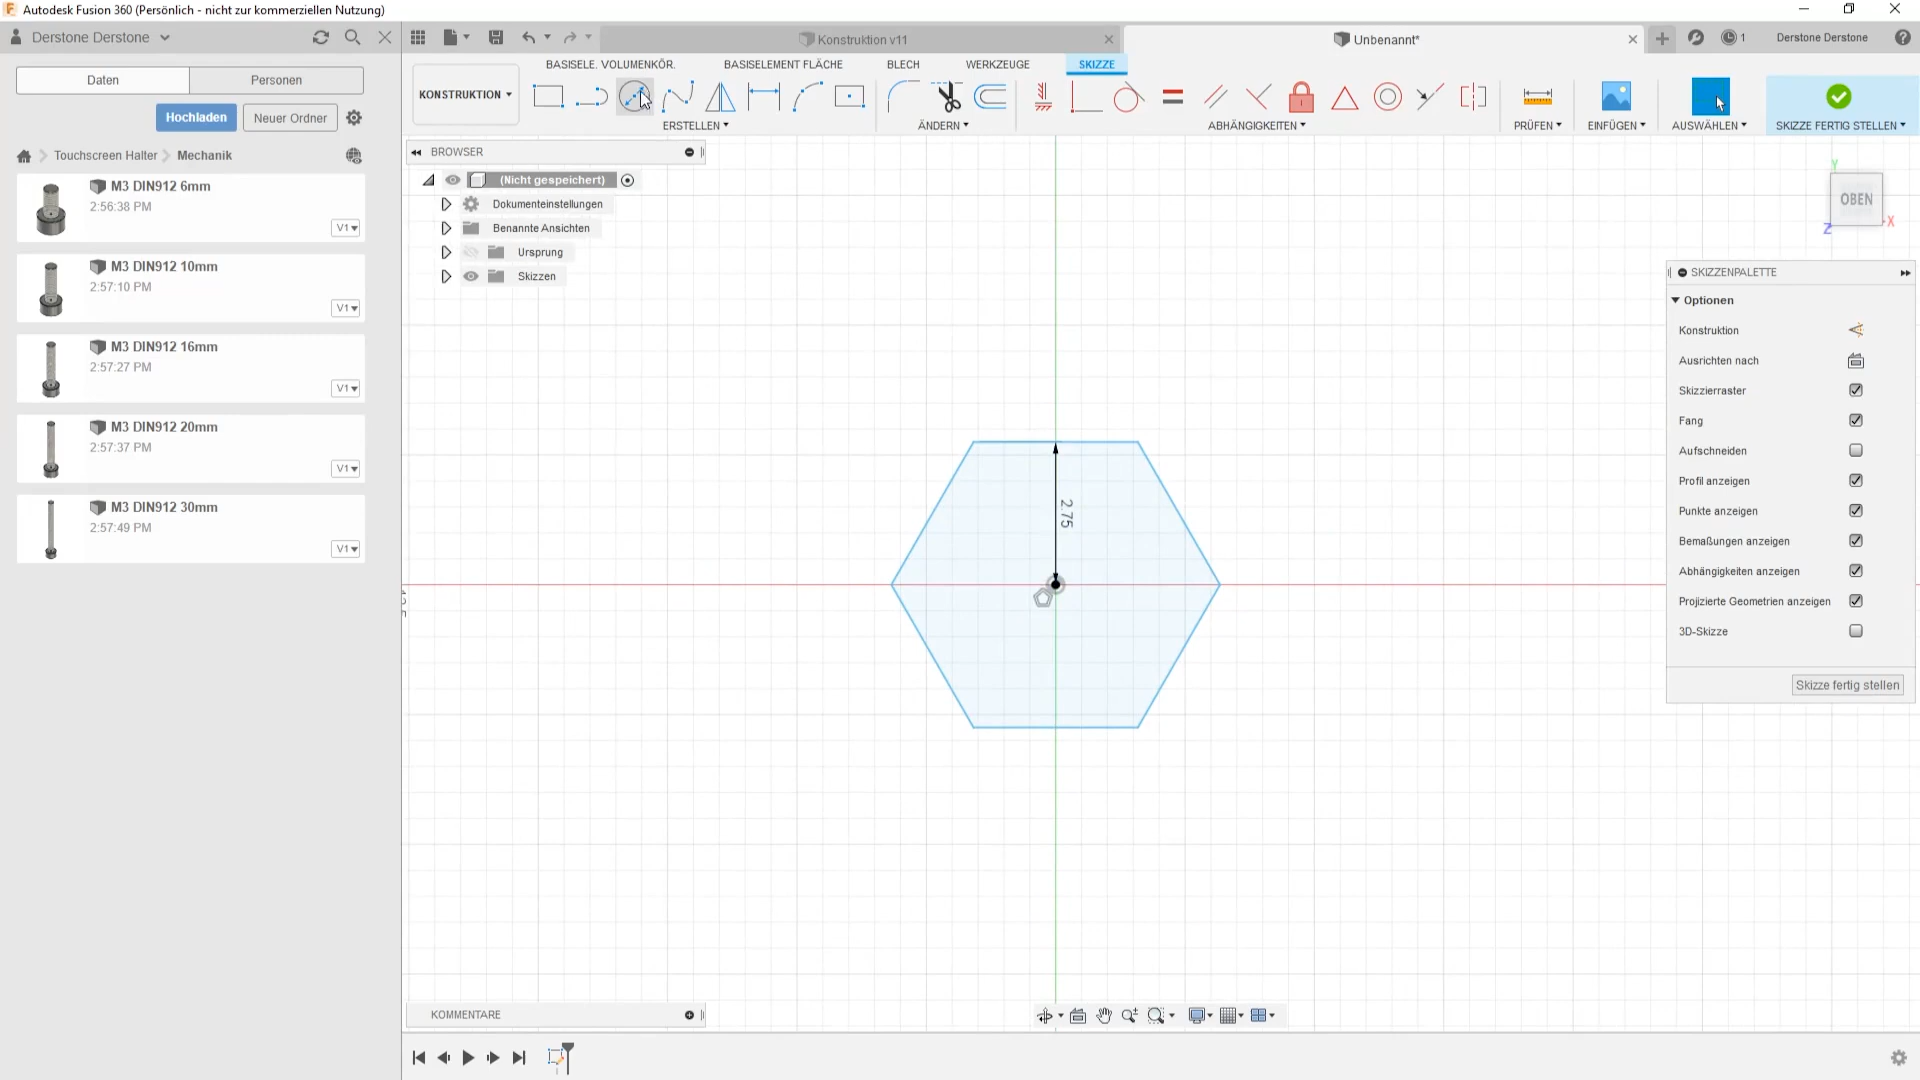 Autodesk Fusion 360 (Persönlich - nicht zur kommerziellen Nutzung)
Derstone Derstone
Konstruktion v11
Unbenannt*
1
Derstone Derstone
Daten
Personen
Hochladen
Neuer Ordner
Touchscreen Halter
Mechanik
M3 DIN912 6mm
2:56:38 PM
V1
M3 DIN912 10mm
2:57:10 PM
V1
M3 DIN912 16mm
2:57:27 PM
V1
M3 DIN912 20mm
2:57:37 PM
V1
M3 DIN912 30mm
2:57:49 PM
V1
BASISELE. VOLUMENKÖR.
BASISELEMENT FLÄCHE
BLECH
WERKZEUGE
SKIZZE
KONSTRUKTION
ERSTELLEN
ÄNDERN
ABHÄNGIGKEITEN
PRÜFEN
EINFÜGEN
AUSWÄHLEN
SKIZZE FERTIG STELLEN
BROWSER
(Nicht gespeichert)
Dokumenteinstellungen
Benannte Ansichten
Ursprung
Skizzen
Y
OBEN
X
Z
2.75
SKIZZENPALETTE
Optionen
Konstruktion
Ausrichten nach
Skizzierraster
Fang
Aufschneiden
Profil anzeigen
Punkte anzeigen
Bemaßungen anzeigen
Abhängigkeiten anzeigen
Projizierte Geometrien anzeigen
3D-Skizze
Skizze fertig stellen
KOMMENTARE